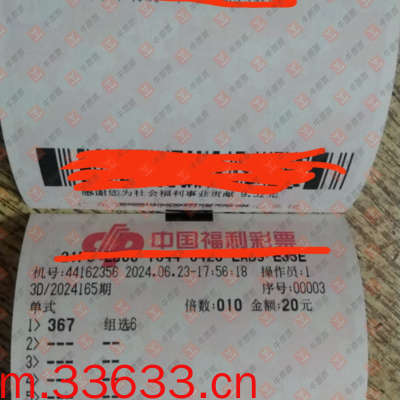 感谢您为社会福利事业贡献
中国福利彩票
机号:44162356 2024.06.23-17:56:18 操作员:1
3D/2024165期 序号:00003
单式 倍数:010 金额:20元
1> 367 组选6
2> --- --
3> --- --
4> --- --
m.33633.cn